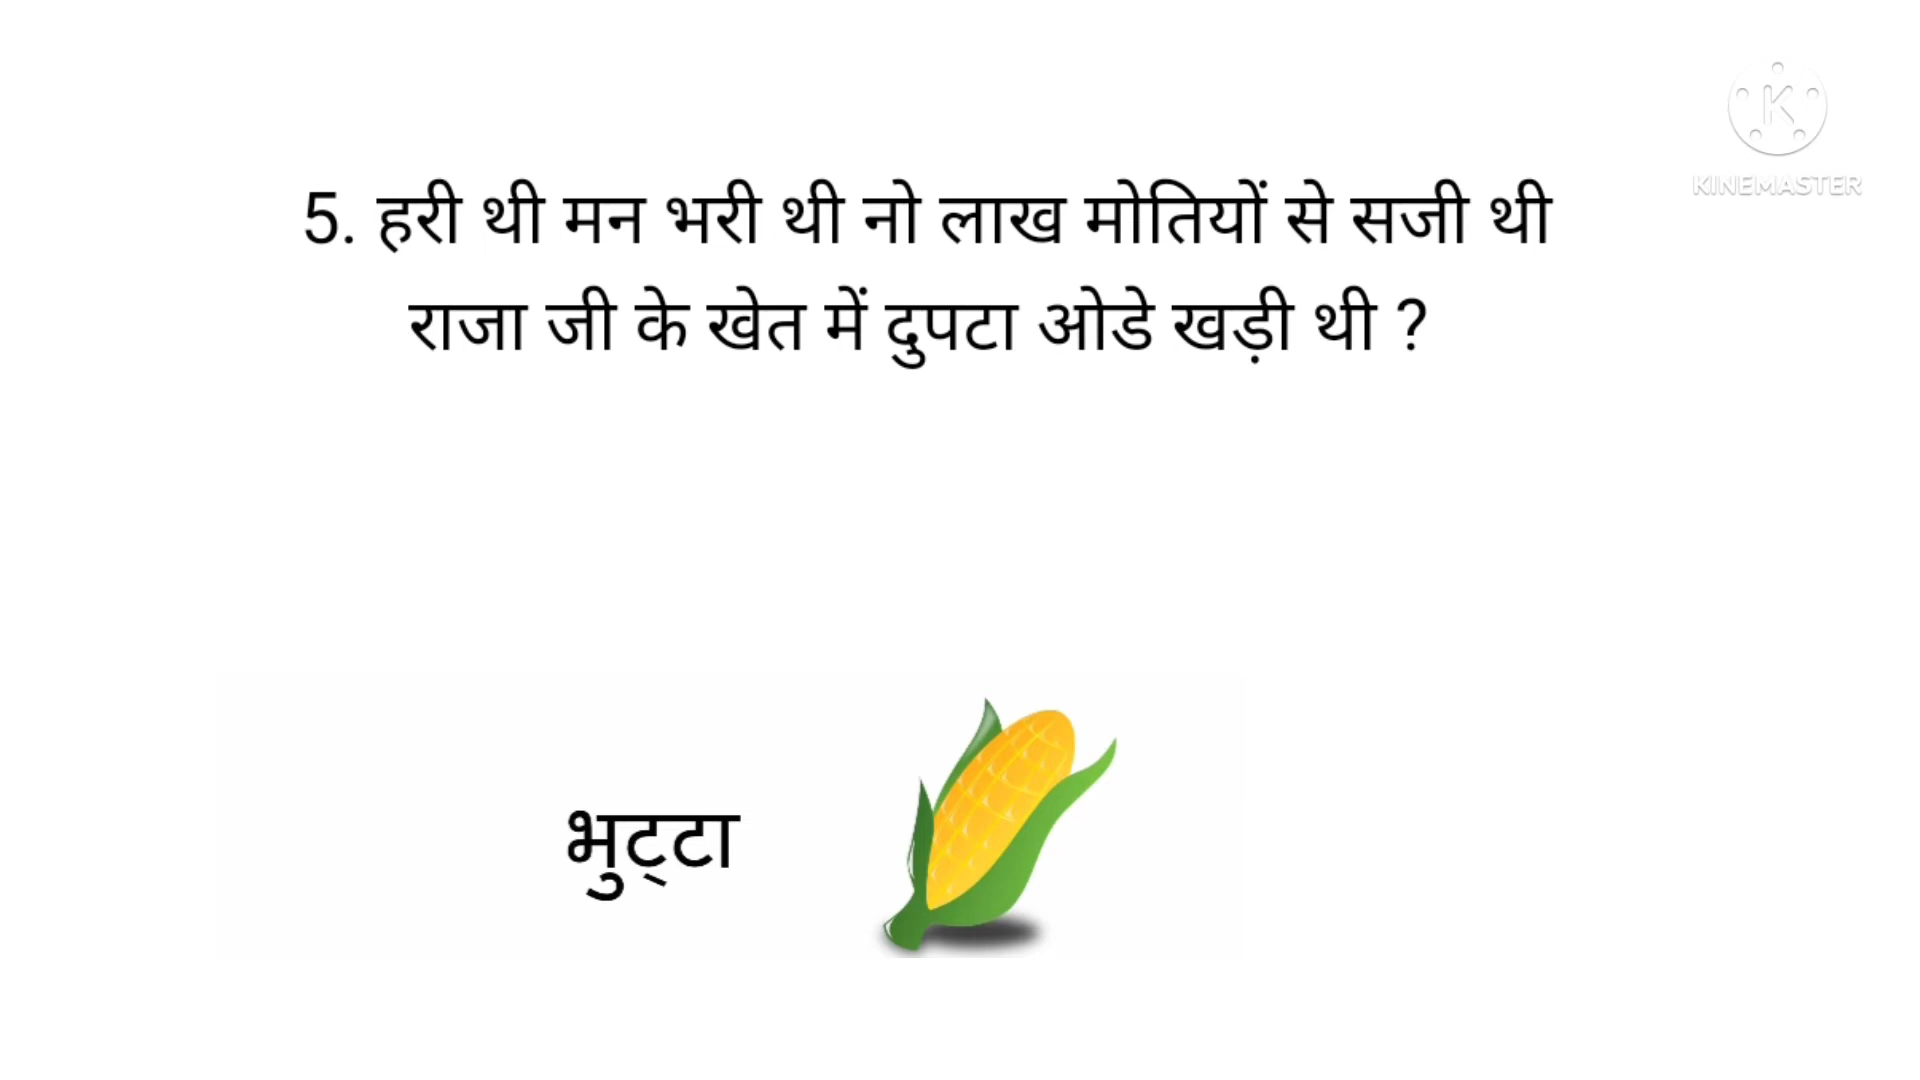 KINEMASTER
5. हरी थी मन भरी थी नो लाख मोतियों से सजी थी
राजा जी के खेत में दुपटा ओडे खड़ी थी ?
भुट्‌टा